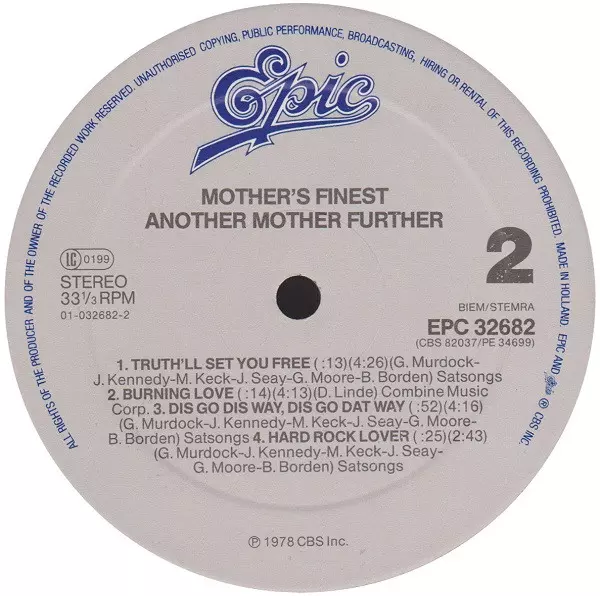 ALL RIGHTS OF THE PRODUCER AND OF THE OWNER OF THE RECORDED WORK RESERVED. UNAUTHORISED COPYING, PUBLIC PERFORMANCE, BROADCASTING, HIRING OR RENTAL OF THIS RECORDING PROHIBITED. MADE IN HOLLAND. EPIC AND Epic ℗ CBS INC.
Epic
MOTHER'S FINEST
ANOTHER MOTHER FURTHER
2
LC 0199
STEREO
33 1/3 RPM
01-032682-2
BIEM/STEMRA
EPC 32682
(CBS 82037/PE 34699)
1. TRUTH'LL SET YOU FREE ( :13)(4:26)(G. Murdock-
J. Kennedy-M. Keck-J. Seay-G. Moore-B. Borden) Satsongs
2. BURNING LOVE ( :14)(4:13)(D. Linde) Combine Music
Corp. 3. DIS GO DIS WAY, DIS GO DAT WAY ( :52)(4:16)
(G. Murdock-J. Kennedy-M. Keck-J. Seay-G. Moore-
B. Borden) Satsongs 4. HARD ROCK LOVER ( :25)(2:43)
(G. Murdock-J. Kennedy-M. Keck-J. Seay-
G. Moore-B. Borden) Satsongs
℗ 1978 CBS Inc.